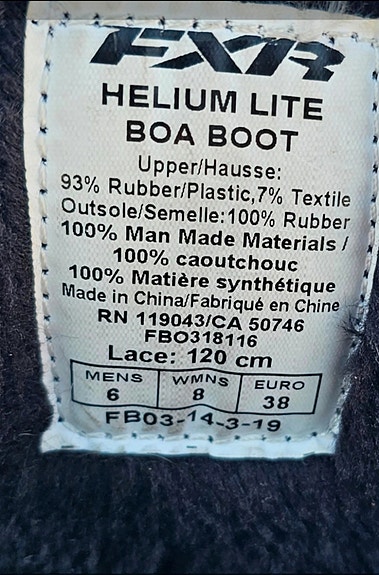 FXR
HELIUM LITE
BOA BOOT
Upper/Hausse:
93% Rubber/Plastic,7% Textile
Outsole/Semelle:100% Rubber
100% Man Made Materials /
100% caoutchouc
100% Matière synthétique
Made in China/Fabriqué en Chine
RN 119043/CA 50746
FBO318116
Lace: 120 cm
MENS WMNS EURO
6 8 38
FB03-14-3-19